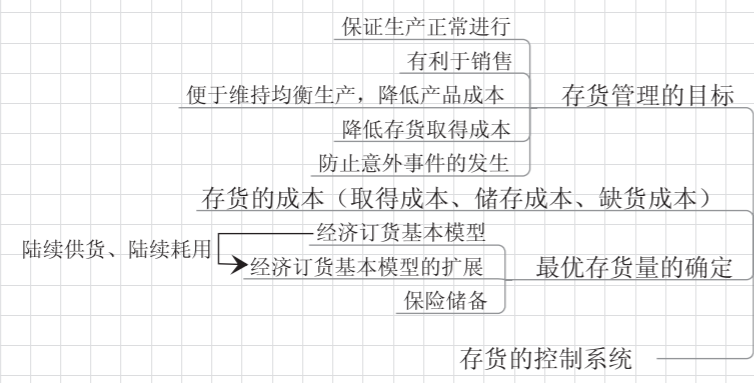 保证生产正常进行
有利于销售
便于维持均衡生产，降低产品成本
存货管理的目标
降低存货取得成本
防止意外事件的发生
存货的成本（取得成本、储存成本、缺货成本）
经济订货基本模型
陆续供货、陆续耗用
经济订货基本模型的扩展
最优存货量的确定
保险储备
存货的控制系统